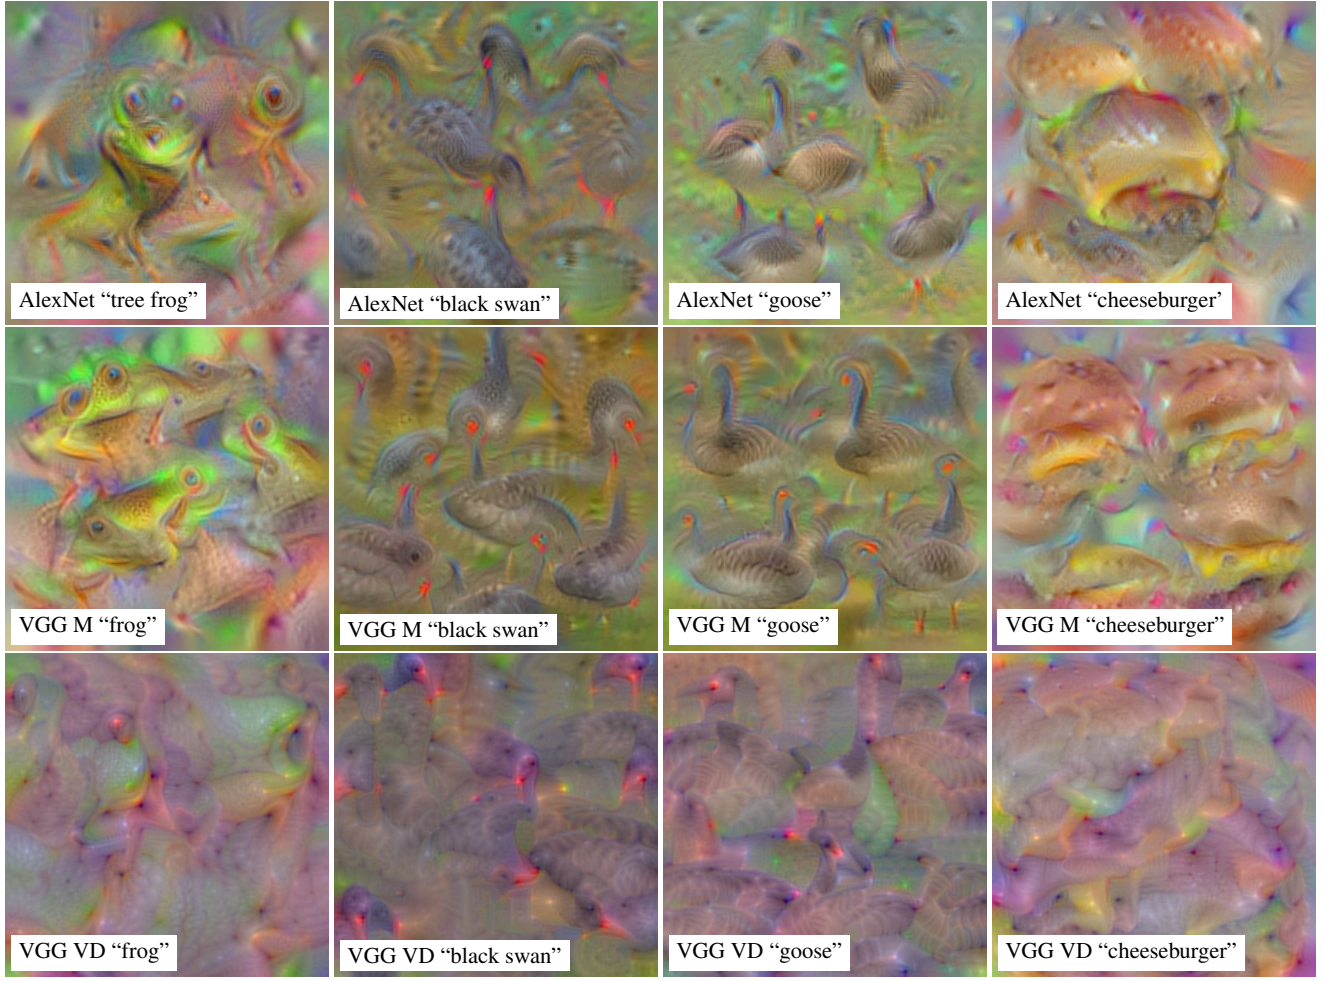 AlexNet “tree frog”
AlexNet “black swan”
AlexNet “goose”
AlexNet “cheeseburger’
VGG M “frog”
VGG M “black swan”
VGG M “goose”
VGG M “cheeseburger”
VGG VD “frog”
VGG VD “black swan”
VGG VD “goose”
VGG VD “cheeseburger”